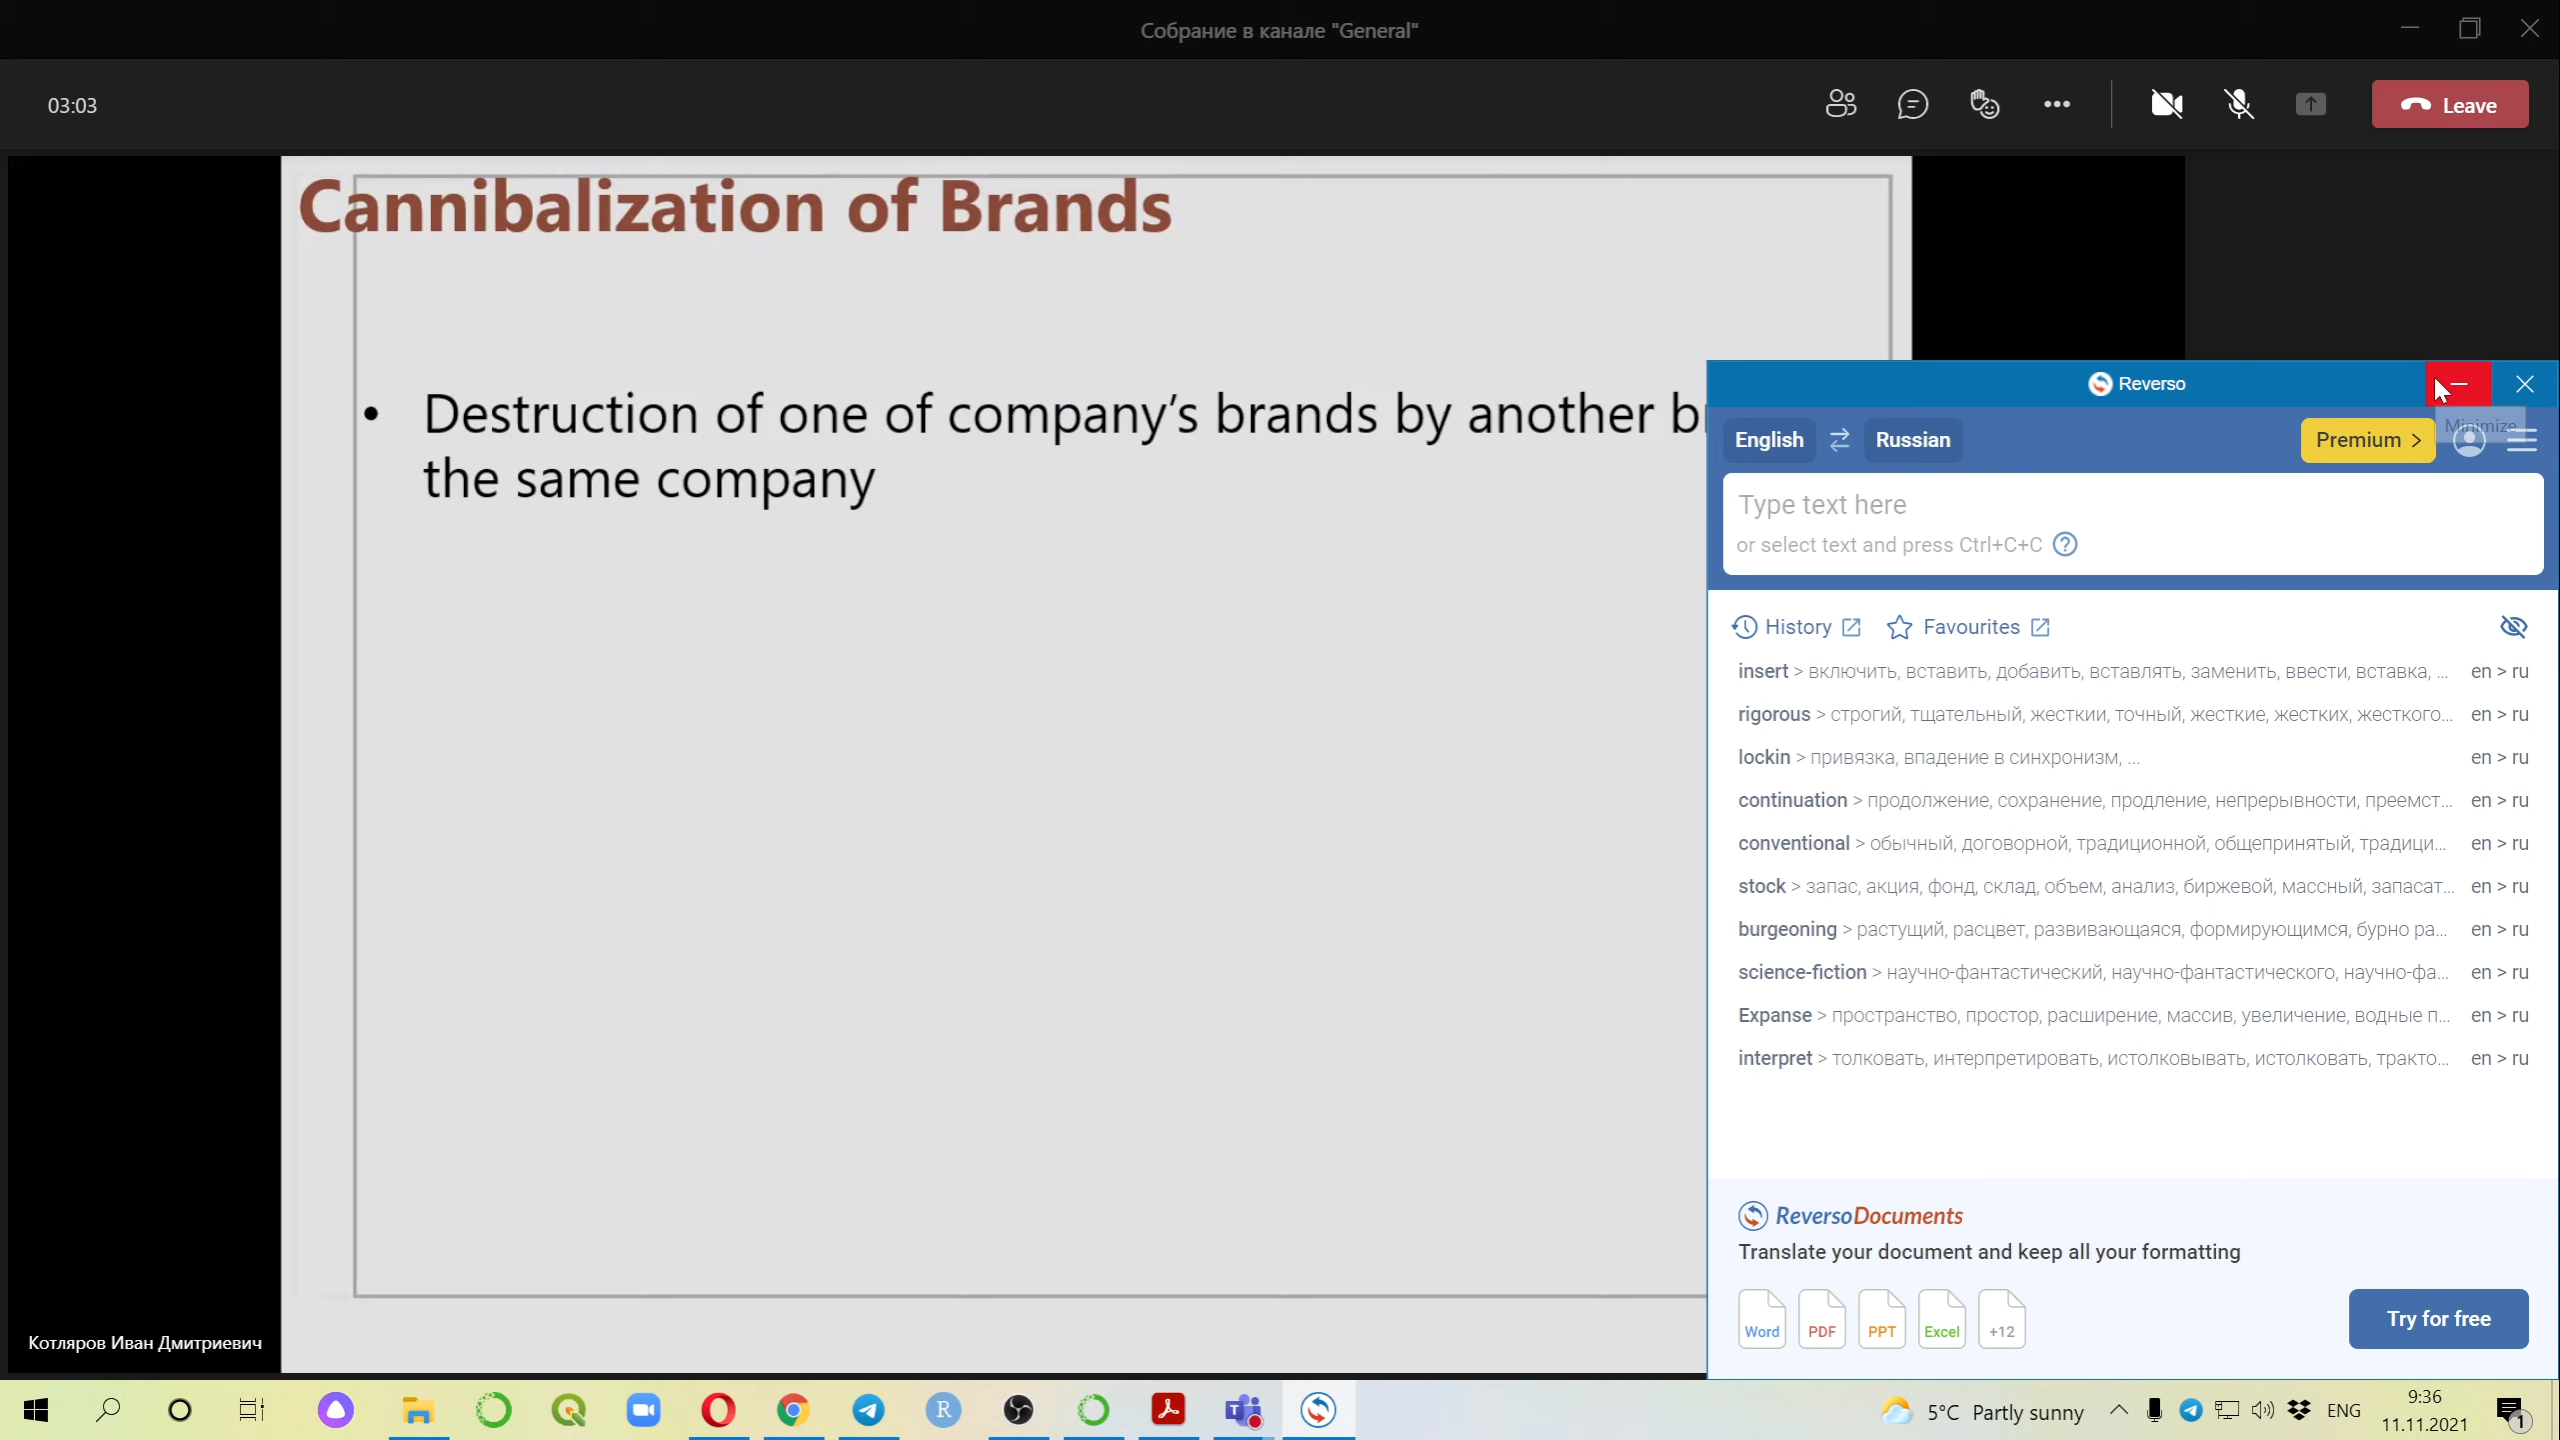 Собрание в канале "General"
03:03
Leave
Cannibalization of Brands
• Destruction of one of company's brands by another
the same company
Котляров Иван Дмитриевич
Reverso
English
Russian
Premium >
Minimize
Type text here
or select text and press Ctrl+C+C
History
Favourites
insert > включить, вставить, добавить, вставлять, заменить, ввести, вставка, ... en > ru
rigorous > строгий, тщательный, жесткии, точный, жесткие, жестких, жесткого... en > ru
lockin > привязка, впадение в синхронизм, ... en > ru
continuation > продолжение, сохранение, продление, непрерывности, преемст... en > ru
conventional > обычный, договорной, традиционной, общепринятый, традици... en > ru
stock > запас, акция, фонд, склад, объем, анализ, биржевой, массный, запасат... en > ru
burgeoning > растущий, расцвет, развивающаяся, формирующимся, бурно ра... en > ru
science-fiction > научно-фантастический, научно-фантастического, научно-фа... en > ru
Expanse > пространство, простор, расширение, массив, увеличение, водные п... en > ru
interpret > толковать, интерпретировать, истолковывать, истолковать, тракто... en > ru
ReversoDocuments
Translate your document and keep all your formatting
Word PDF PPT Excel +12
Try for free
5°C Partly sunny
ENG
9:36
11.11.2021
1